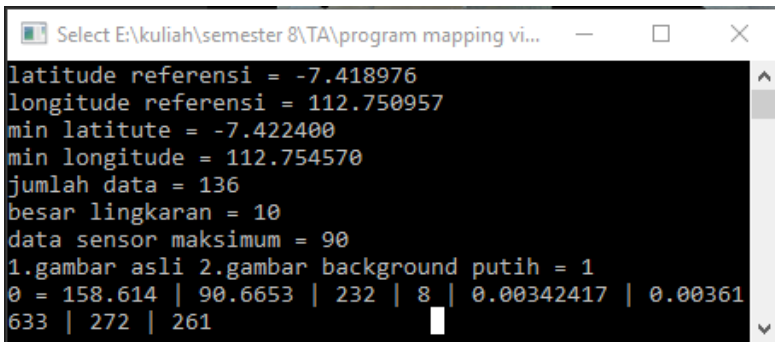 Select E:\kuliah\semester 8\TA\program mapping vi...
latitude referensi = -7.418976
longitude referensi = 112.750957
min latitute = -7.422400
min longitude = 112.754570
jumlah data = 136
besar lingkaran = 10
data sensor maksimum = 90
1.gambar asli 2.gambar background putih = 1
0 = 158.614 | 90.6653 | 232 | 8 | 0.00342417 | 0.00361
633 | 272 | 261